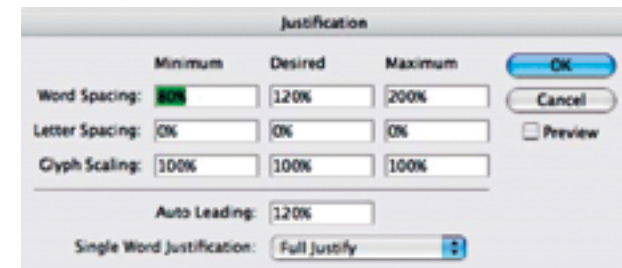 Justification
Minimum Desired Maximum OK
Word Spacing: 80% 120% 200% Cancel
Letter Spacing: 0% 0% 0% Preview
Glyph Scaling: 100% 100% 100%
Auto Leading: 120%
Single Word Justification: Full Justify